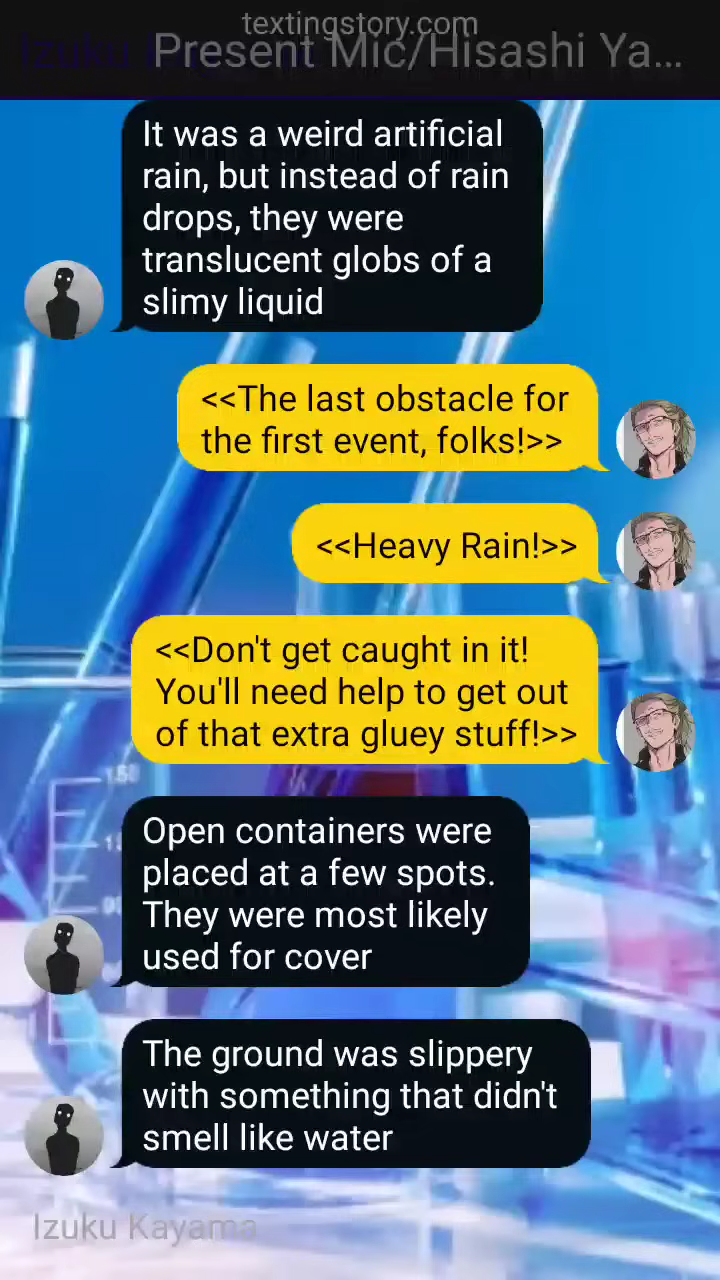 textingstory.com
Izuku
Present Mic/Hisashi Ya...
It was a weird artificial
rain, but instead of rain
drops, they were
translucent globs of a
slimy liquid
<<The last obstacle for
the first event, folks!>>
<<Heavy Rain!>>
<<Don't get caught in it!
You'll need help to get out
of that extra gluey stuff!>>
150
Open containers were
placed at a few spots.
They were most likely
used for cover
The ground was slippery
with something that didn't
smell like water
Izuku Kayama